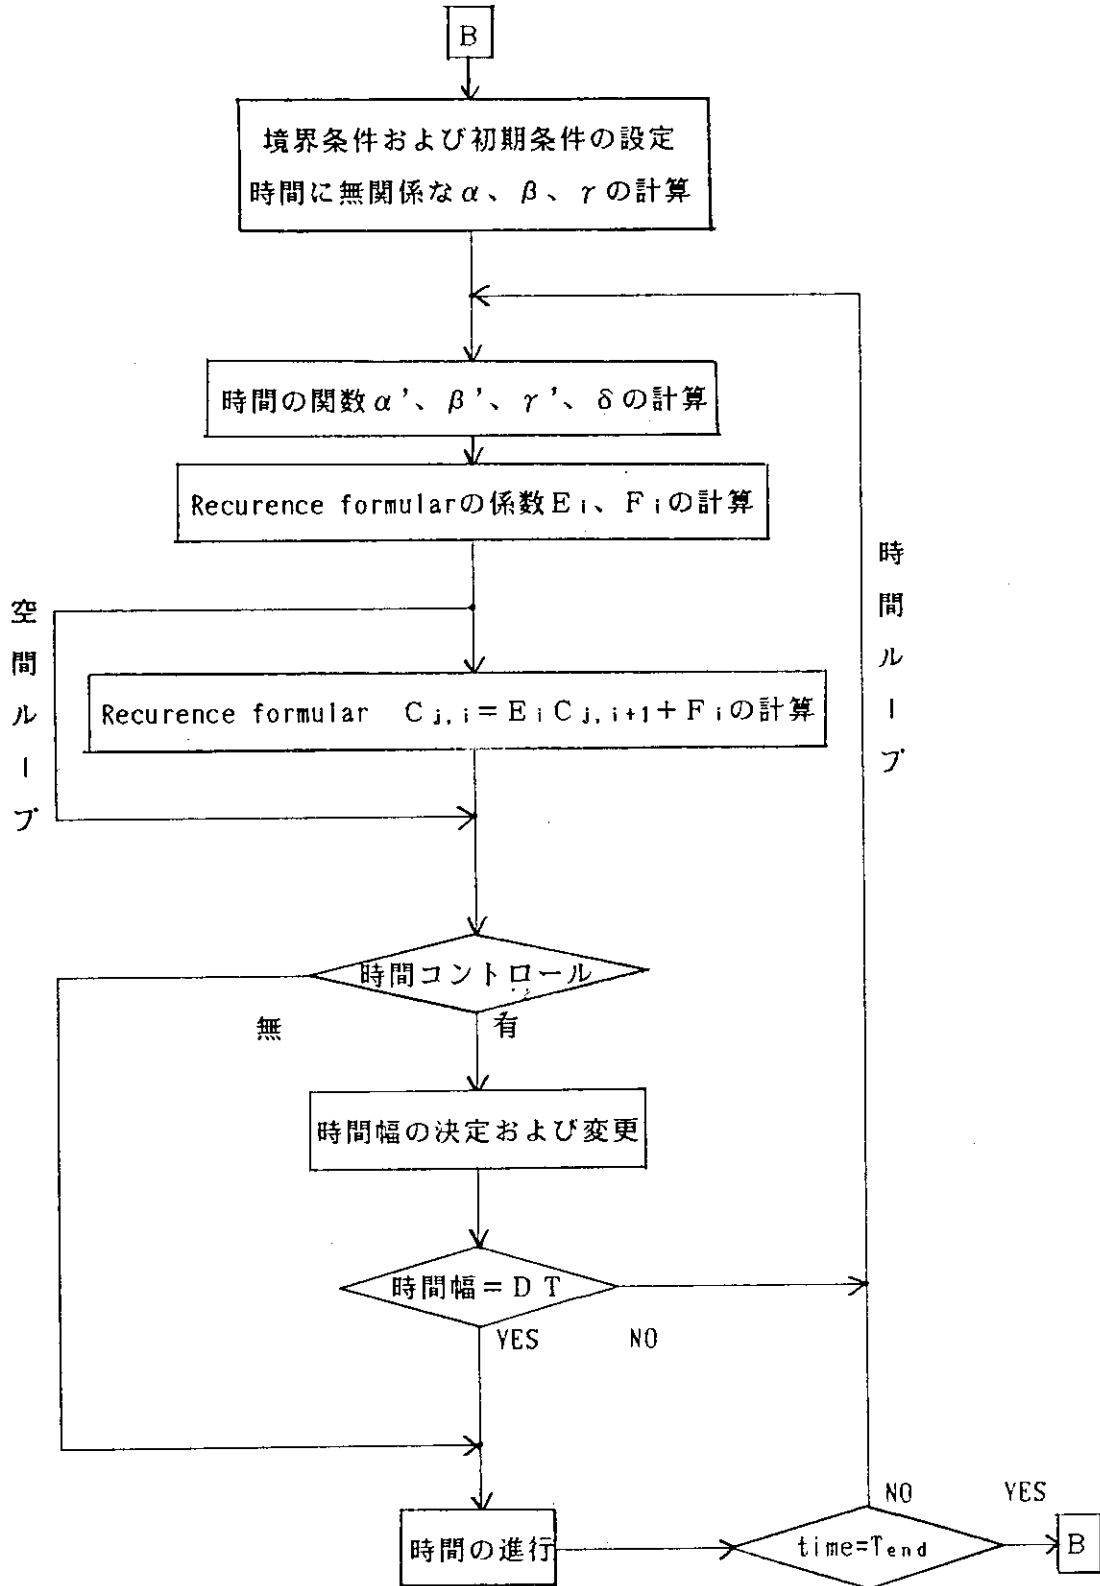 B
境界条件および初期条件の設定
時間に無関係なα、β、γの計算
時間の関数α'、β'、γ'、δの計算
Recurence formularの係数Ei、Fiの計算
時間ループ
空間ループ
Recurence formular Cj,i=EiCj,i+1+Fiの計算
時間コントロール
無
有
時間幅の決定および変更
時間幅=DT
YES
NO
NO
YES
時間の進行
time=Tend
B